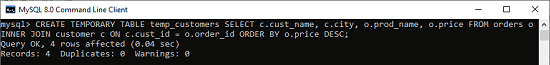 MySQL 8.0 Command Line Client
mysql> CREATE TEMPORARY TABLE temp_customers SELECT c.cust_name, c.city, o.prod_name, o.price FROM orders o
INNER JOIN customer c ON c.cust_id = o.order_id ORDER BY o.price DESC;
Query OK, 4 rows affected (0.04 sec)
Records: 4  Duplicates: 0  Warnings: 0